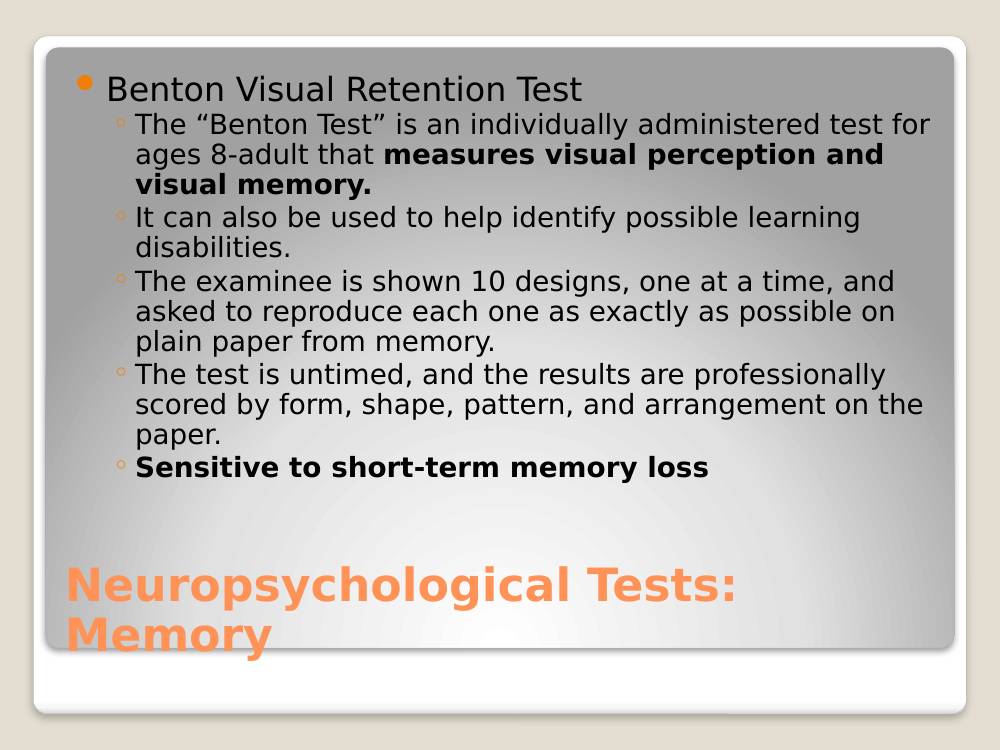 Benton Visual Retention Test
The “Benton Test” is an individually administered test for
ages 8-adult that measures visual perception and
visual memory.
It can also be used to help identify possible learning
disabilities.
The examinee is shown 10 designs, one at a time, and
asked to reproduce each one as exactly as possible on
plain paper from memory.
The test is untimed, and the results are professionally
scored by form, shape, pattern, and arrangement on the
paper.
Sensitive to short-term memory loss
Neuropsychological Tests:
Memory